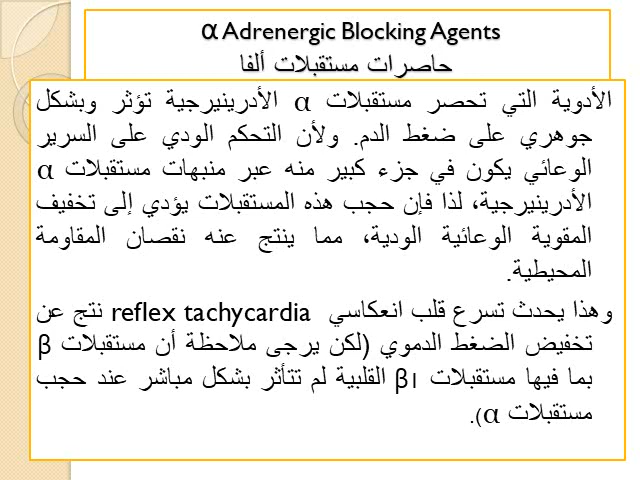 α Adrenergic Blocking Agents
حاصرات مستقبلات ألفا
الأدوية التي تحصر مستقبلات α الأدرينيرجية تؤثر وبشكل
جوهري على ضغط الدم. ولأن التحكم الودي على السرير
الوعائي يكون في جزء كبير منه عبر منبهات مستقبلات α
الأدرينيرجية، لذا فإن حجب هذه المستقبلات يؤدي إلى تخفيف
المقوية الوعائية الودية، مما ينتج عنه نقصان المقاومة
المحيطية.
وهذا يحدث تسرع قلب انعكاسي reflex tachycardia نتج عن
تخفيض الضغط الدموي (لكن يرجى ملاحظة أن مستقبلات β
بما فيها مستقبلات β1 القلبية لم تتأثر بشكل مباشر عند حجب
مستقبلات α).